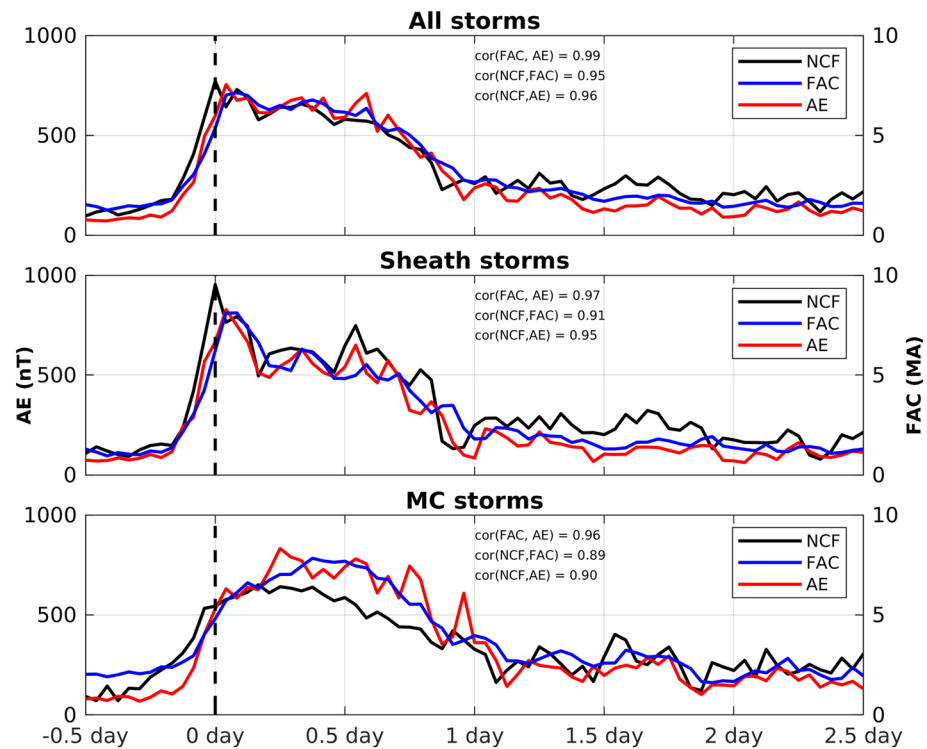 All storms
1000
500
0
10
5
0
cor(FAC, AE) = 0.99
cor(NCF,FAC) = 0.95
cor(NCF,AE) = 0.96
NCF
FAC
AE
Sheath storms
1000
500
0
10
5
0
cor(FAC, AE) = 0.97
cor(NCF,FAC) = 0.91
cor(NCF,AE) = 0.95
NCF
FAC
AE
AE (nT)
FAC (MA)
MC storms
1000
500
0
10
5
0
cor(FAC, AE) = 0.96
cor(NCF,FAC) = 0.89
cor(NCF,AE) = 0.90
NCF
FAC
AE
-0.5 day 0 day 0.5 day 1 day 1.5 day 2 day 2.5 day